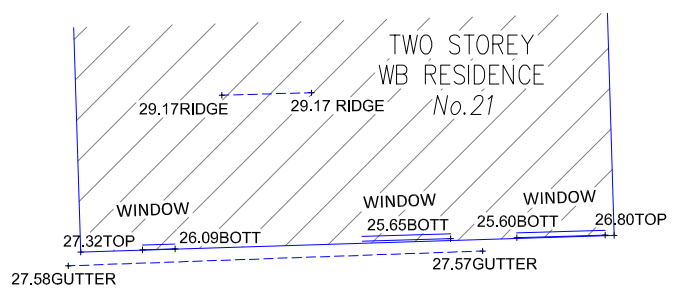 TWO STOREY
WB RESIDENCE
No.21
29.17RIDGE
29.17 RIDGE
WINDOW
WINDOW
WINDOW
27.32TOP
26.09BOTT
25.65BOTT
25.60BOTT
26.80TOP
27.58GUTTER
27.57GUTTER